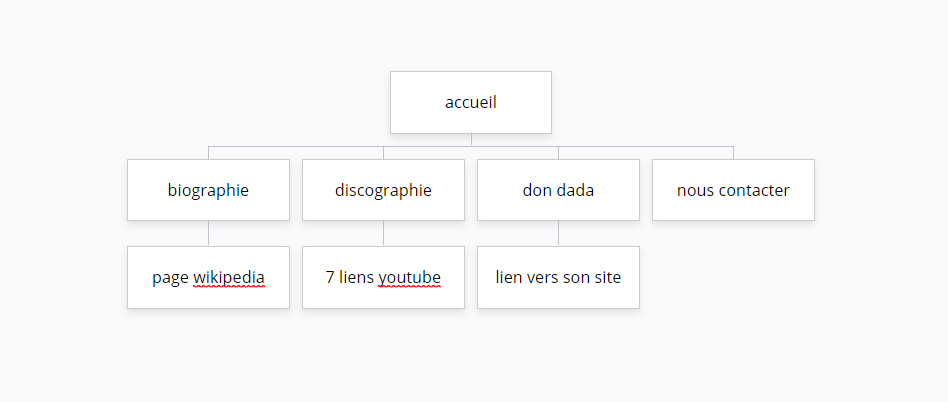 accueil
biographie
discographie
don dada
nous contacter
page wikipedia
7 liens youtube
lien vers son site